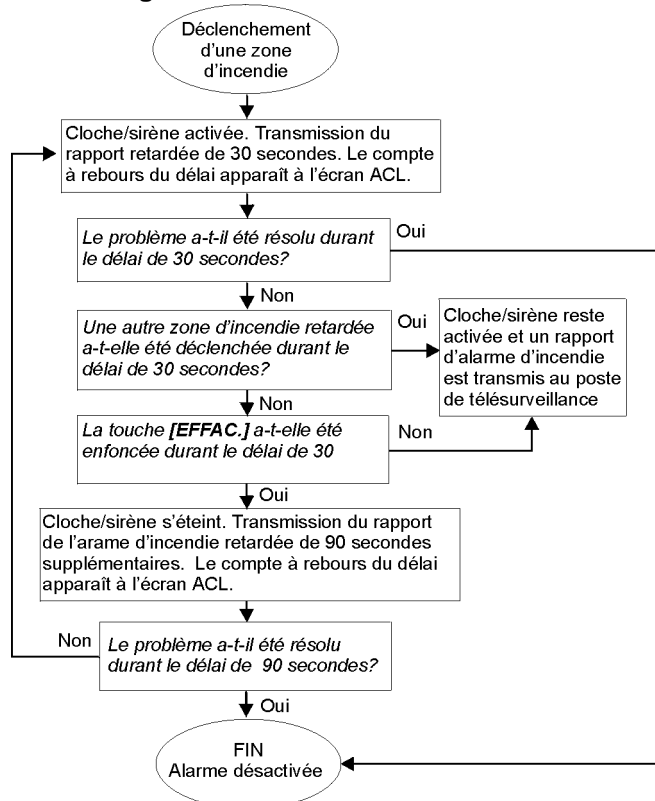 Déclenchement
d'une zone
d'incendie
Cloche/sirène activée. Transmission du
rapport retardée de 30 secondes. Le compte
à rebours du délai apparaît à l'écran ACL.
Le problème a-t-il été résolu durant
le délai de 30 secondes?
Oui
Non
Une autre zone d'incendie retardée
a-t-elle été déclenchée durant le
délai de 30 secondes?
Oui
Cloche/sirène reste
activée et un rapport
d'alarme d'incendie
est transmis au poste
de télésurveillance
Non
La touche [EFFAC.] a-t-elle été
enfoncée durant le délai de 30
Non
Oui
Cloche/sirène s'éteint. Transmission du rapport
de l'arame d'incendie retardée de 90 secondes
supplémentaires. Le compte à rebours du délai
apparaît à l'écran ACL.
Non
Le problème a-t-il été résolu
durant le délai de 90 secondes?
Oui
FIN
Alarme désactivée